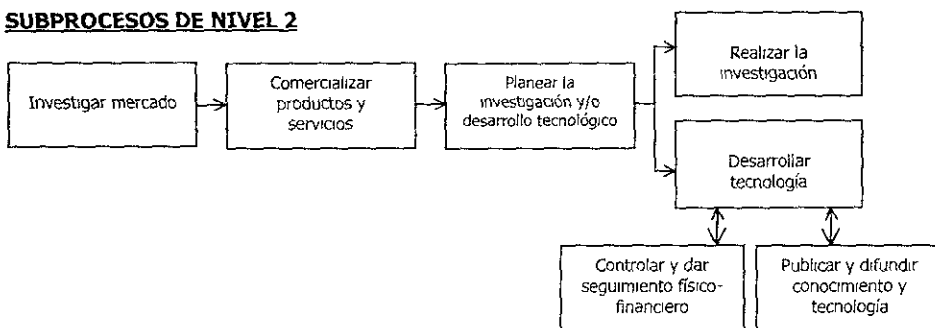 SUBPROCESOS DE NIVEL 2
Investigar mercado
Comercializar
productos y
servicios
Planear la
investigación y/o
desarrollo tecnológico
Realizar la
investigación
Desarrollar
tecnología
Controlar y dar
seguimiento físico-
financiero
Publicar y difundir
conocimiento y
tecnología